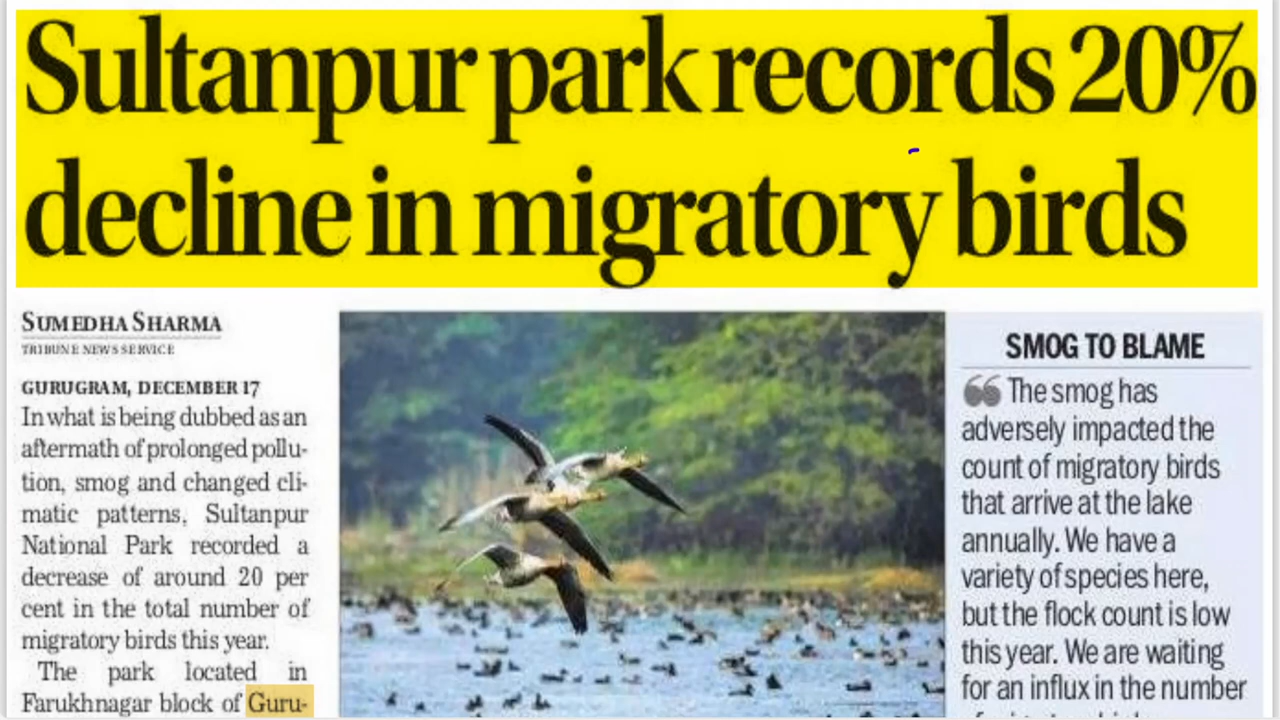 Sultanpur park records 20%
decline in migratory birds
SUMEDHA SHARMA
TRIBUNE NEWS SERVICE
GURUGRAM, DECEMBER 17
In what is being dubbed as an
aftermath of prolonged pollu-
tion, smog and changed cli-
matic patterns, Sultanpur
National Park recorded a
decrease of around 20 per
cent in the total number of
migratory birds this year.
The park located in
Farukhnagar block of Guru-
SMOG TO BLAME
❝ The smog has
adversely impacted the
count of migratory birds
that arrive at the lake
annually. We have a
variety of species here,
but the flock count is low
this year. We are waiting
for an influx in the number